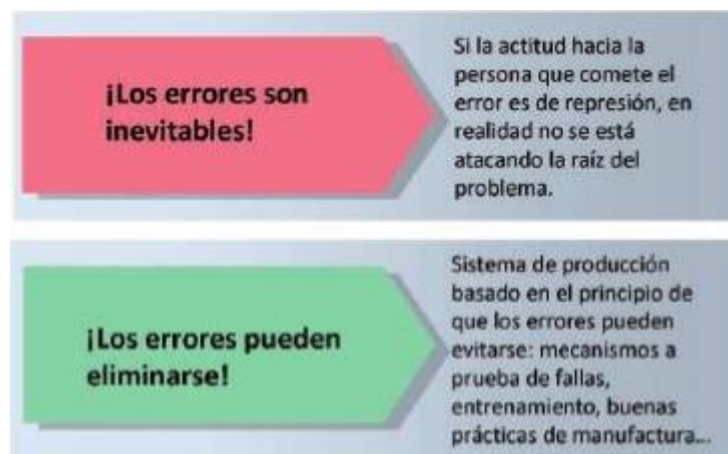 ¡Los errores son
inevitables!
Si la actitud hacia la
persona que comete el
error es de represión, en
realidad no se está
atacando la raíz del
problema.
¡Los errores pueden
eliminarse!
Sistema de producción
basado en el principio de
que los errores pueden
evitarse: mecanismos a
prueba de fallas,
entrenamiento, buenas
prácticas de manufactura...